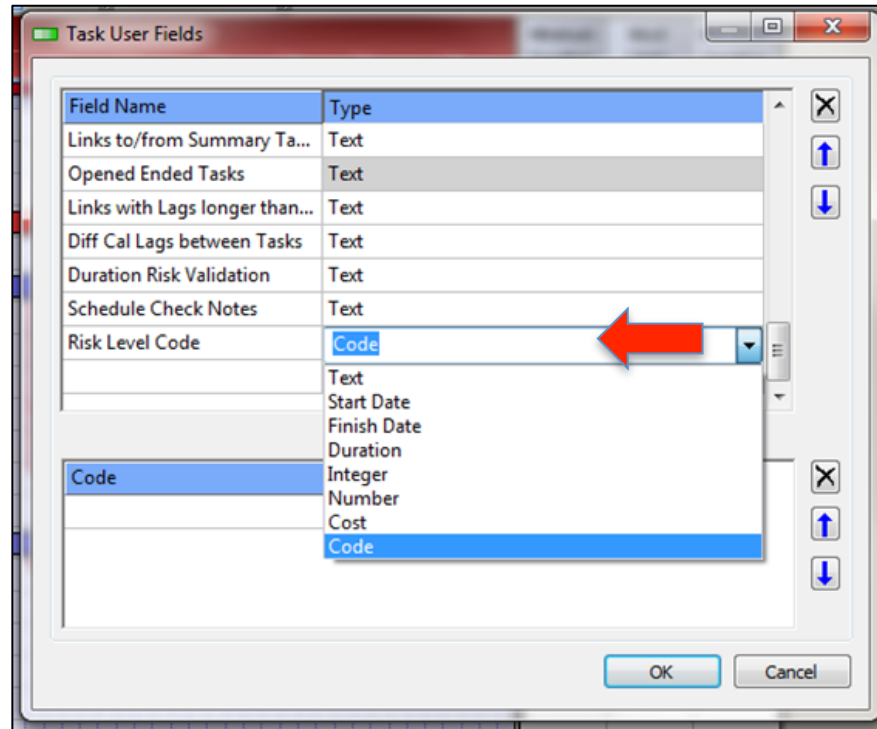 Task User Fields
Field Name Type
Links to/from Summary Ta... Text
Opened Ended Tasks Text
Links with Lags longer than... Text
Diff Cal Lags between Tasks Text
Duration Risk Validation Text
Schedule Check Notes Text
Risk Level Code Code
Text
Start Date
Finish Date
Duration
Integer
Number
Cost
Code
Code
OK Cancel